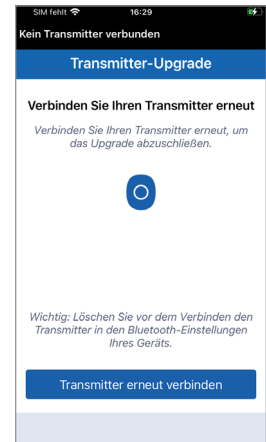 SIM fehlt 16:29
Kein Transmitter verbunden
Transmitter-Upgrade
Verbinden Sie Ihren Transmitter erneut
Verbinden Sie Ihren Transmitter erneut, um
das Upgrade abzuschließen.
Wichtig: Löschen Sie vor dem Verbinden den
Transmitter in den Bluetooth-Einstellungen
Ihres Geräts.
Transmitter erneut verbinden